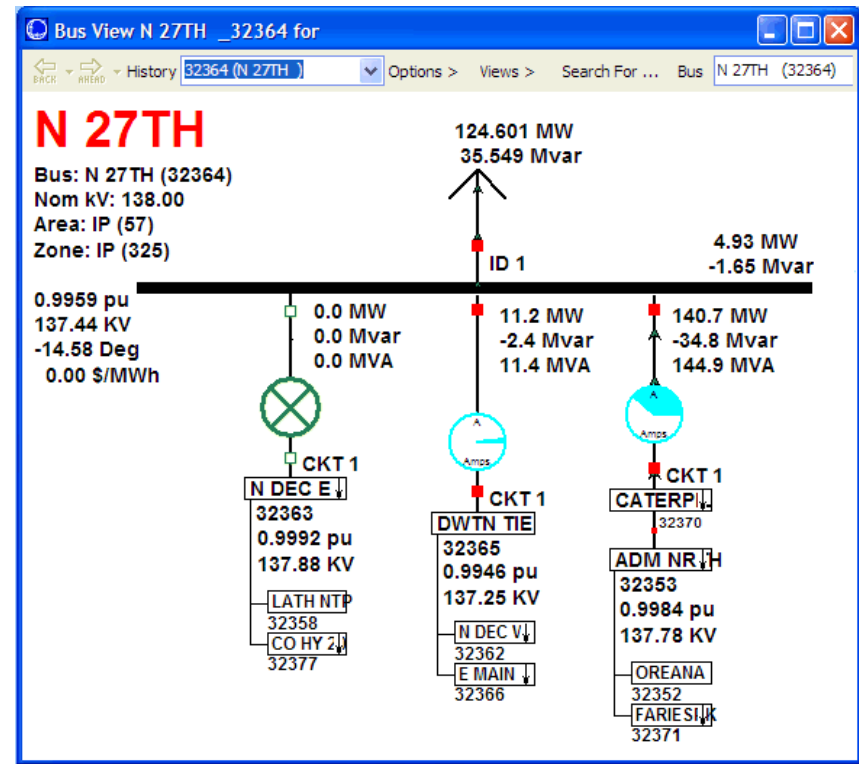 Bus View N 27TH _32364 for
BACK AHEAD History 32364 (N 27TH ) Options > Views > Search For ... Bus N 27TH (32364)
N 27TH
Bus: N 27TH (32364)
Nom kV: 138.00
Area: IP (57)
Zone: IP (325)
0.9959 pu
137.44 KV
-14.58 Deg
0.00 $/MWh
124.601 MW
35.549 Mvar
ID 1
4.93 MW
-1.65 Mvar
0.0 MW
0.0 Mvar
0.0 MVA
CKT 1
N DEC E
32363
0.9992 pu
137.88 KV
LATH NTP
32358
CO HY 2
32377
11.2 MW
-2.4 Mvar
11.4 MVA
A
Amps
CKT 1
DWTN TIE
32365
0.9946 pu
137.25 KV
N DEC W
32362
E MAIN
32366
140.7 MW
-34.8 Mvar
144.9 MVA
A
Amps
CKT 1
32370
ADM NRTH
32353
0.9984 pu
137.78 KV
OREANA
32352
32371